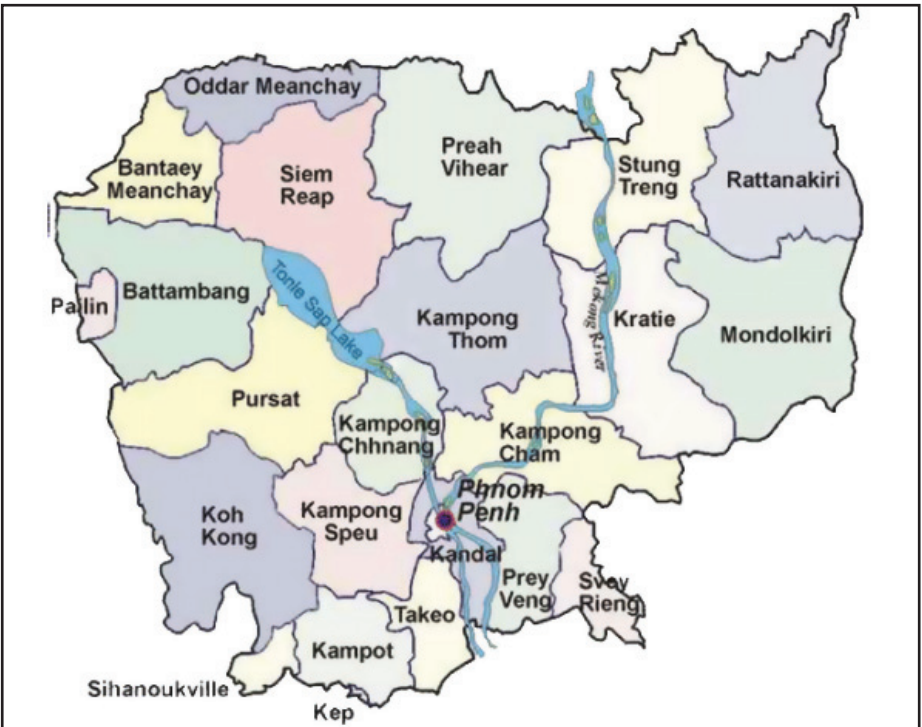 Oddar Meanchay
Bantaey
Meanchay
Siem
Reap
Preah
Vihear
Stung
Treng
Rattanakiri
Pailin
Battambang
Tonle Sap Lake
Kampong
Thom
Mekong River
Kratie
Mondolkiri
Pursat
Kampong
Chhnang
Kampong
Cham
Koh
Kong
Kampong
Speu
Phnom
Penh
Kandal
Prey
Veng
Svey
Rieng
Takeo
Kampot
Sihanoukville
Kep